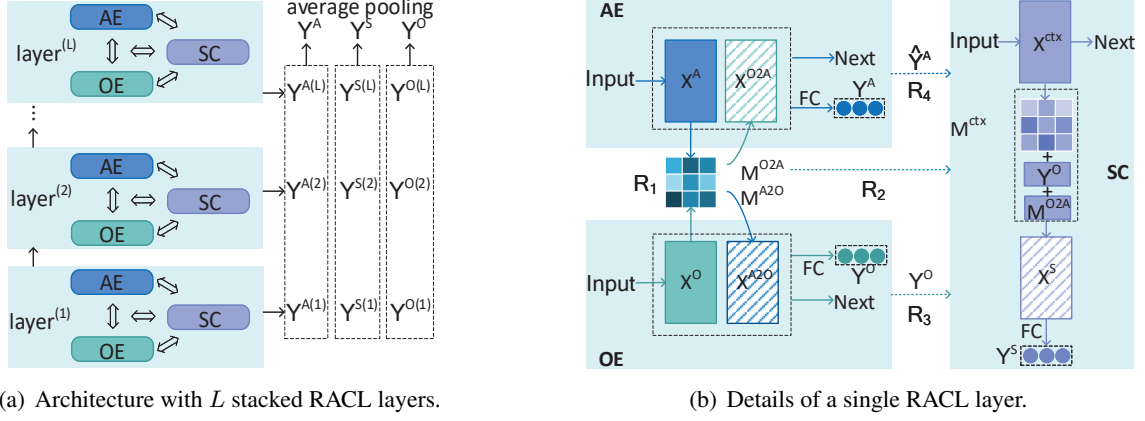 average pooling
Y^A Y^S Y^O
AE
layer^(L)
SC
OE
Y^A(L) Y^S(L) Y^O(L)
...
AE
layer^(2)
SC
OE
Y^A(2) Y^S(2) Y^O(2)
AE
layer^(1)
SC
OE
Y^A(1) Y^S(1) Y^O(1)
(a) Architecture with L stacked RACL layers.
AE
Input
X^A
X^O2A
Next
FC
Y^A
Ŷ^A
R_4
R_1
M^O2A
M^A2O
R_2
Input
X^O
X^A2O
FC
Y^O
Next
OE
Y^O
R_3
Input
X^ctx
Next
M^ctx
+
Y^O
+
M^O2A
SC
X^S
FC
Y^S
(b) Details of a single RACL layer.